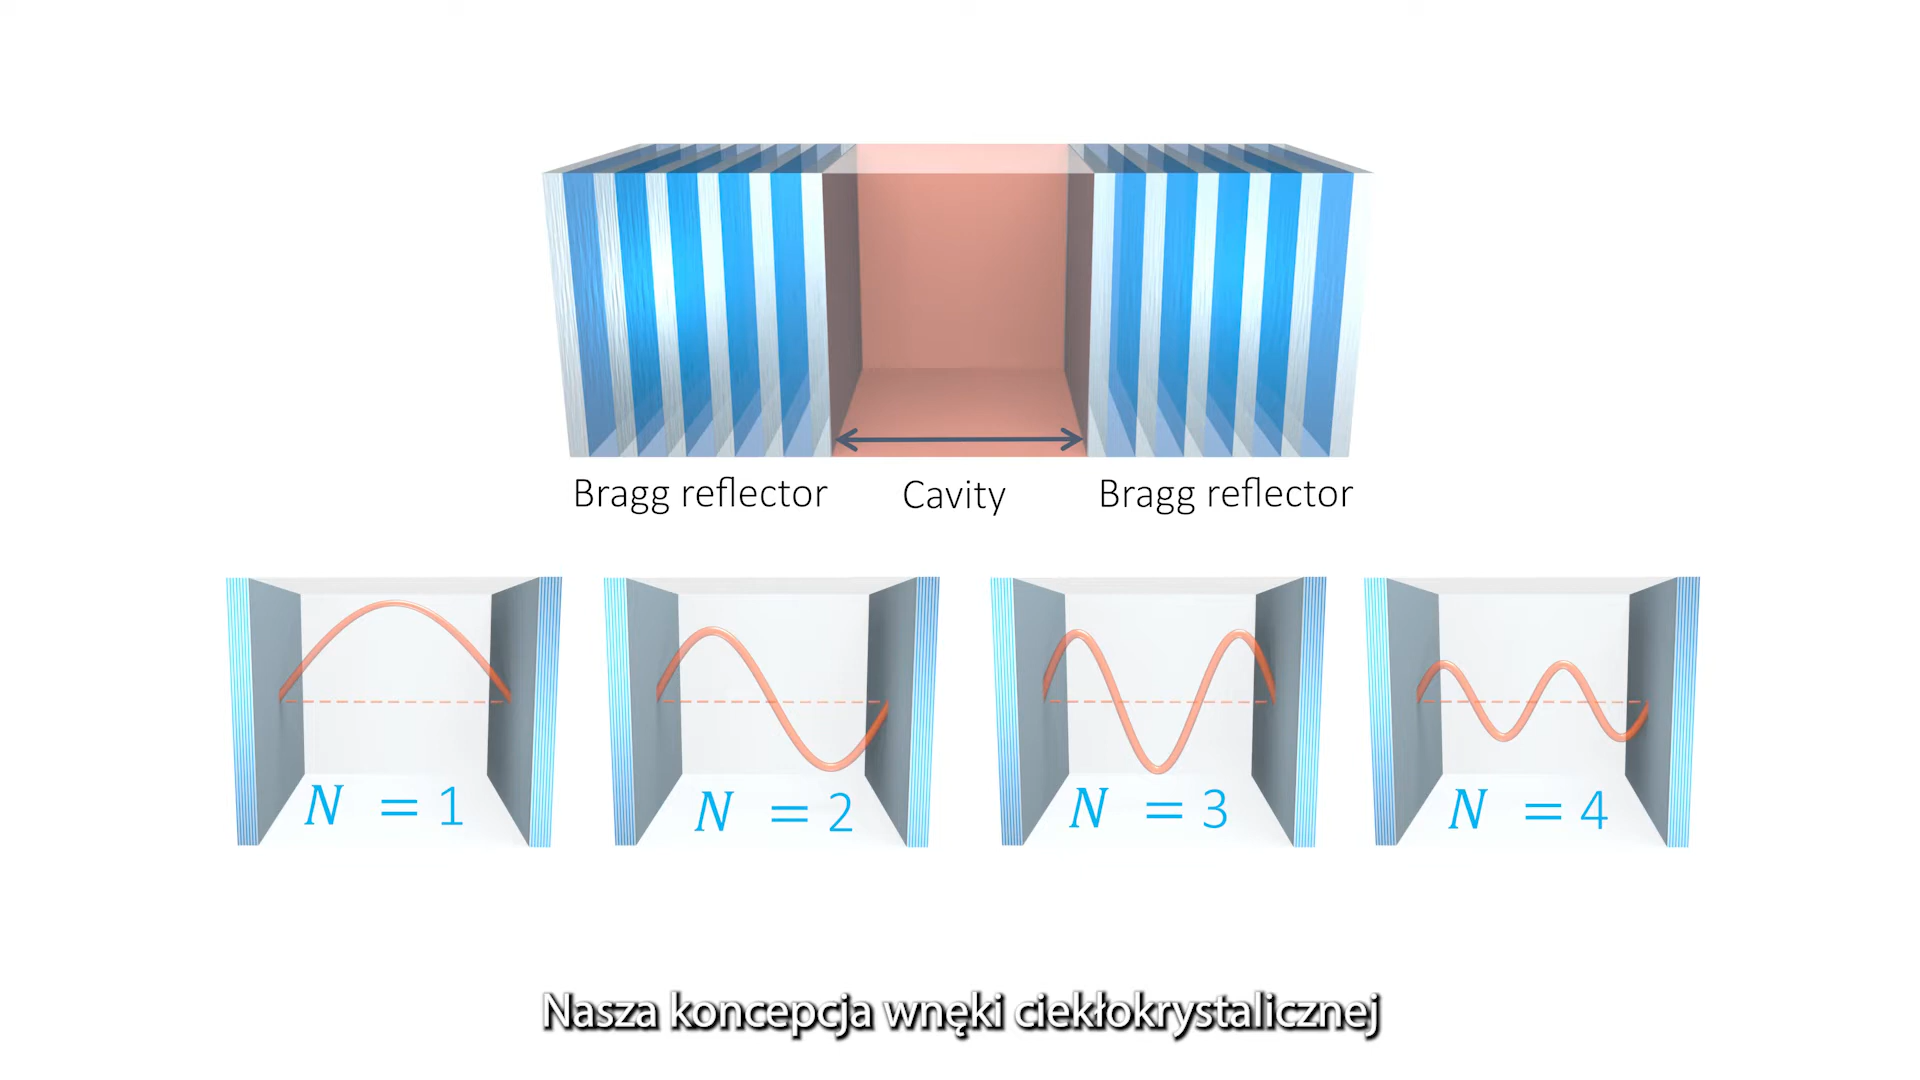 Bragg reflector
Cavity
Bragg reflector
N = 1
N = 2
N = 3
N = 4
Nasza koncepcja wnęki ciekłokrystalicznej